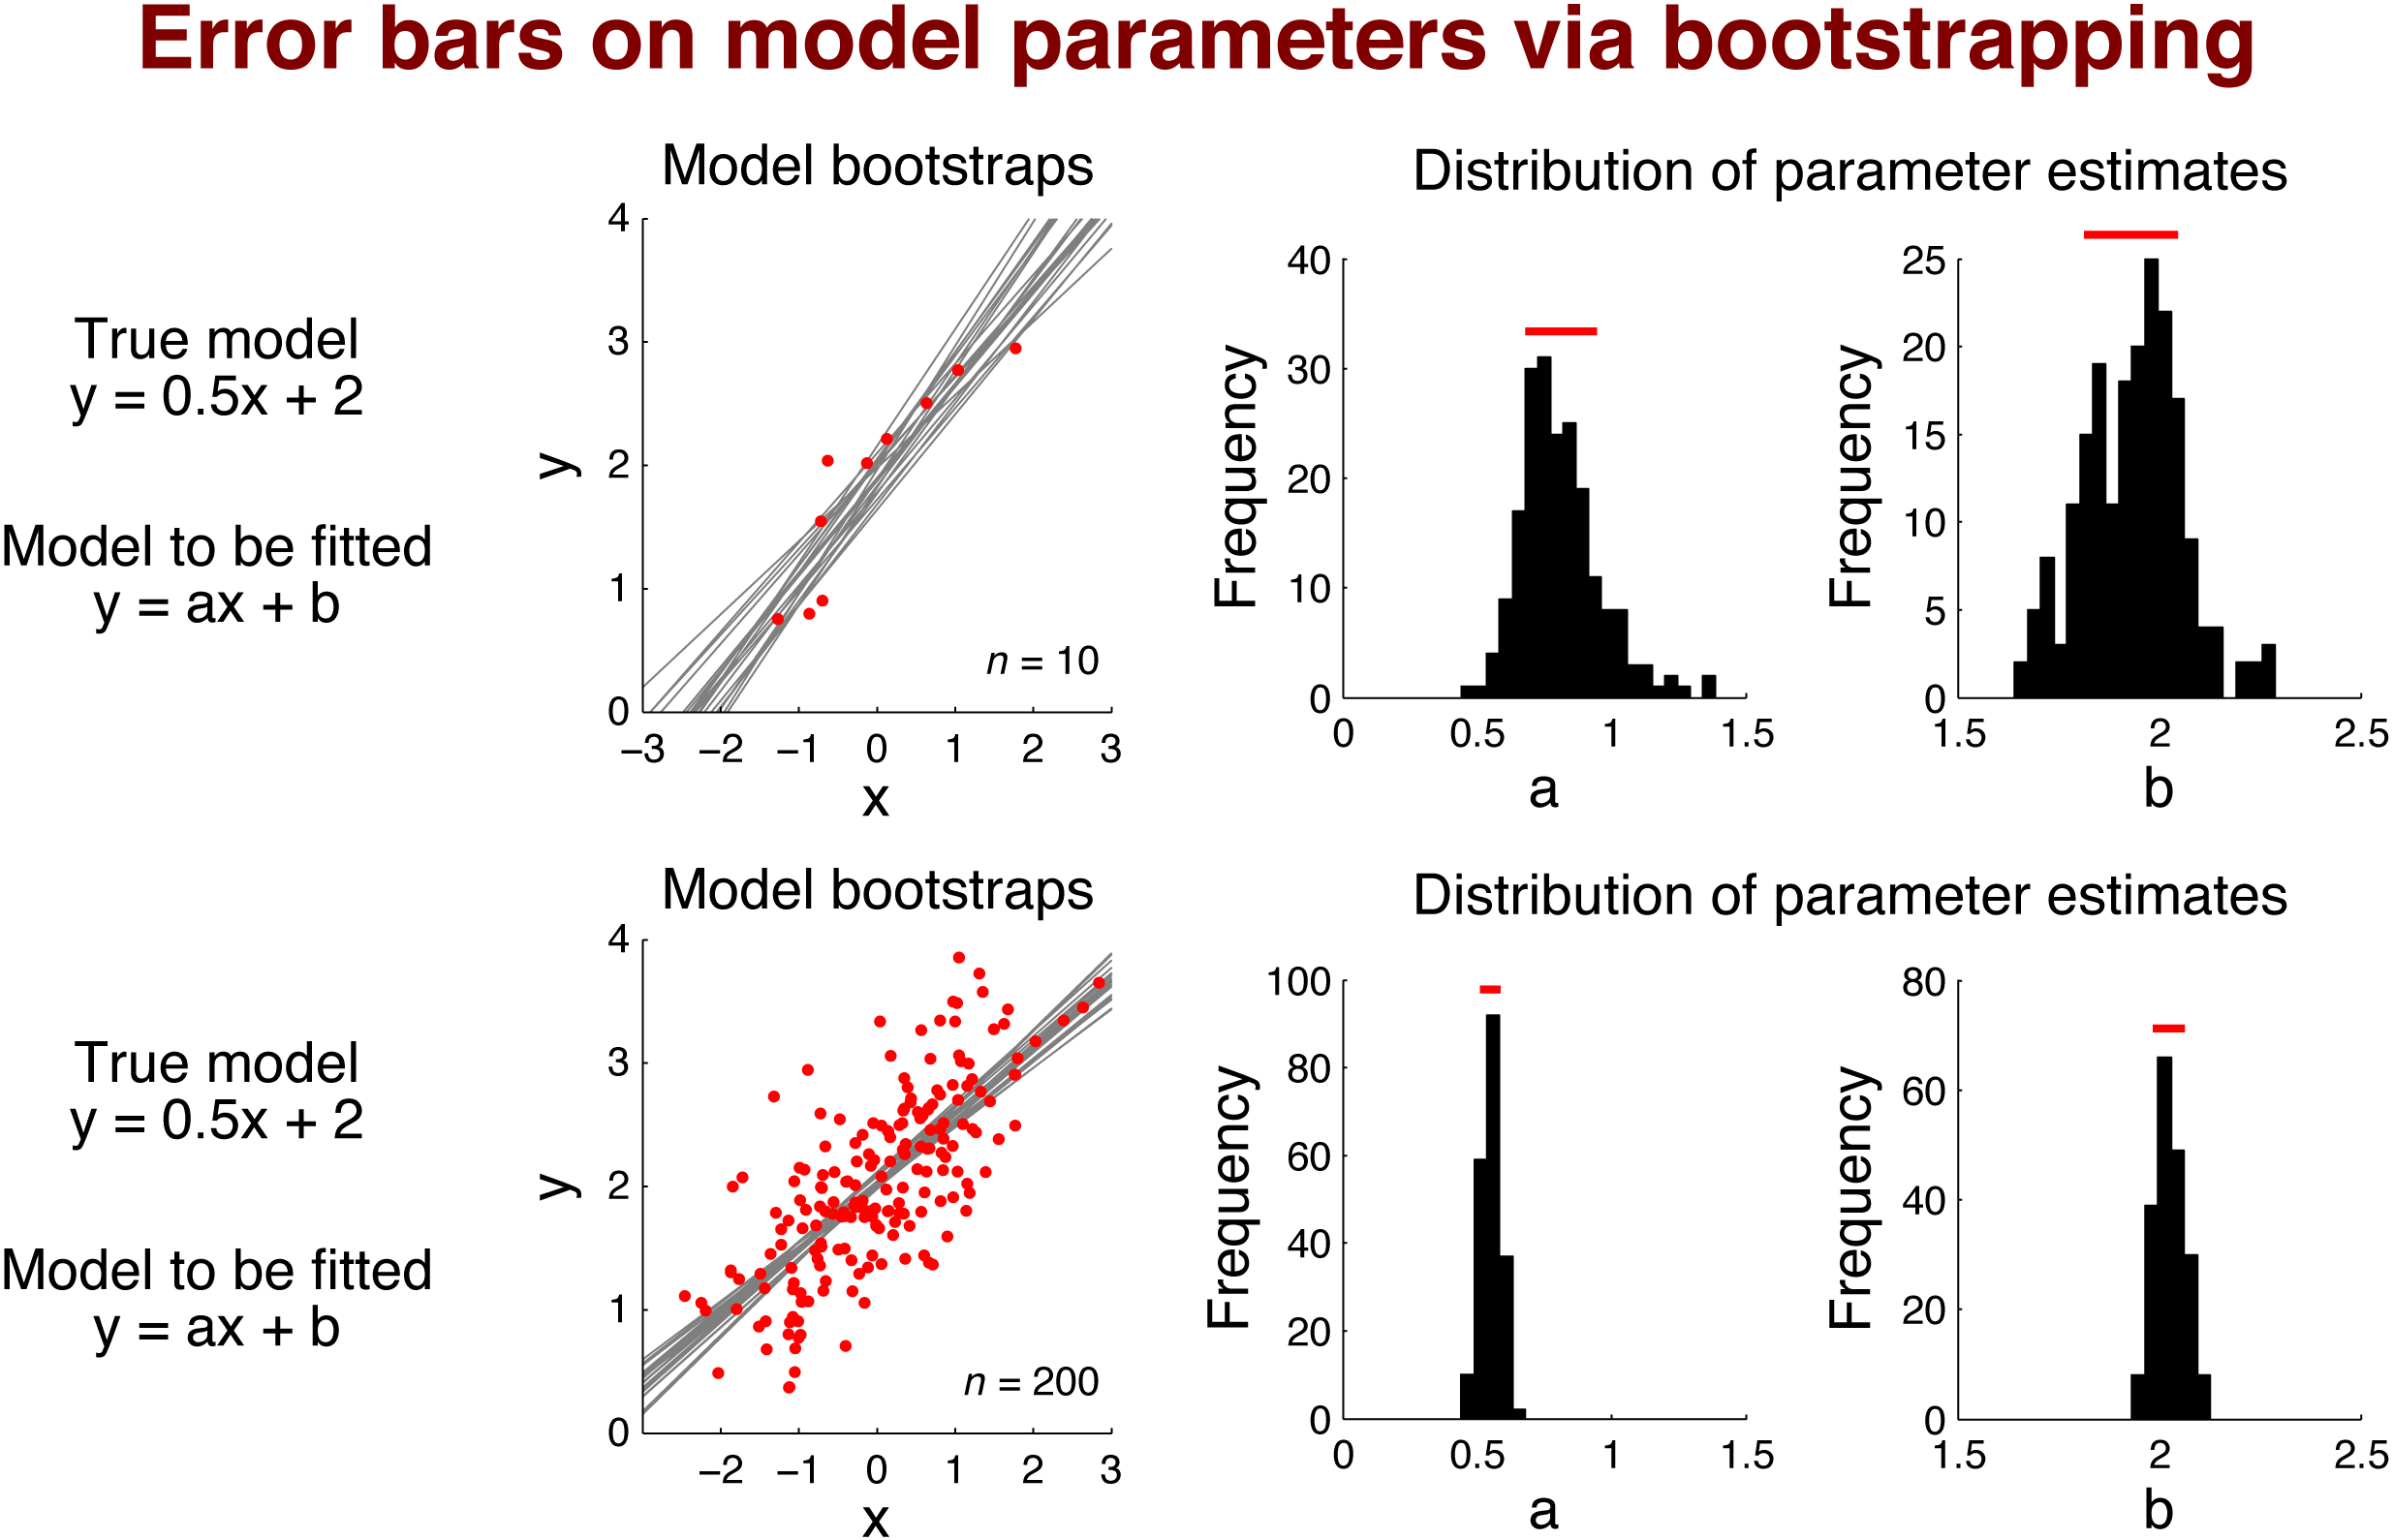 Error bars on model parameters via bootstrapping
Model bootstraps
Distribution of parameter estimates
True model
y = 0.5x + 2
Model to be fitted
y = ax + b
4
3
2
1
0
y
−3 −2 −1 0 1 2 3
x
n = 10
40
30
20
10
0
Frequency
0 0.5 1 1.5
a
25
20
15
10
5
0
Frequency
1.5 2 2.5
b
Model bootstraps
Distribution of parameter estimates
True model
y = 0.5x + 2
Model to be fitted
y = ax + b
4
3
2
1
0
y
−2 −1 0 1 2 3
x
n = 200
100
80
60
40
20
0
Frequency
0 0.5 1 1.5
a
80
60
40
20
0
Frequency
1.5 2 2.5
b